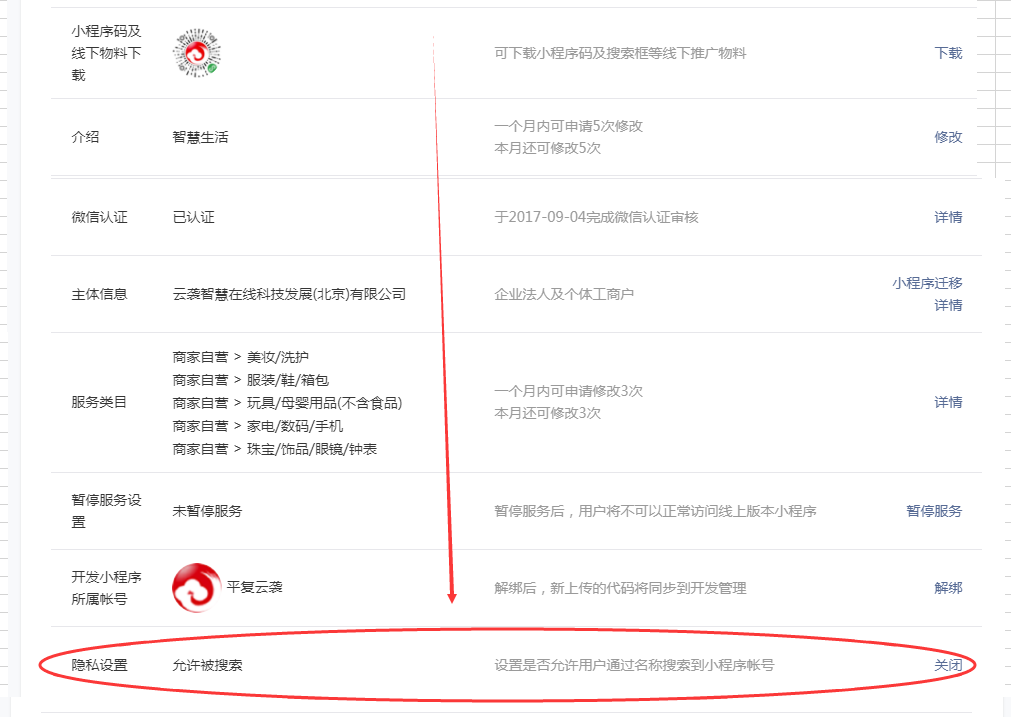 小程序码及
线下物料下
载
可下载小程序码及搜索框等线下推广物料
下载
介绍
智慧生活
一个月内可申请5次修改
本月还可修改5次
修改
微信认证
已认证
于2017-09-04完成微信认证审核
详情
主体信息
云袭智慧在线科技发展(北京)有限公司
企业法人及个体工商户
小程序迁移
详情
服务类目
商家自营 > 美妆/洗护
商家自营 > 服装/鞋/箱包
商家自营 > 玩具/母婴用品(不含食品)
商家自营 > 家电/数码/手机
商家自营 > 珠宝/饰品/眼镜/钟表
一个月内可申请修改3次
本月还可修改3次
详情
暂停服务设
置
未暂停服务
暂停服务后，用户将不可以正常访问线上版本小程序
暂停服务
开发小程序
所属帐号
平复云袭
解绑后，新上传的代码将同步到开发管理
解绑
隐私设置
允许被搜索
设置是否允许用户通过名称搜索到小程序帐号
关闭